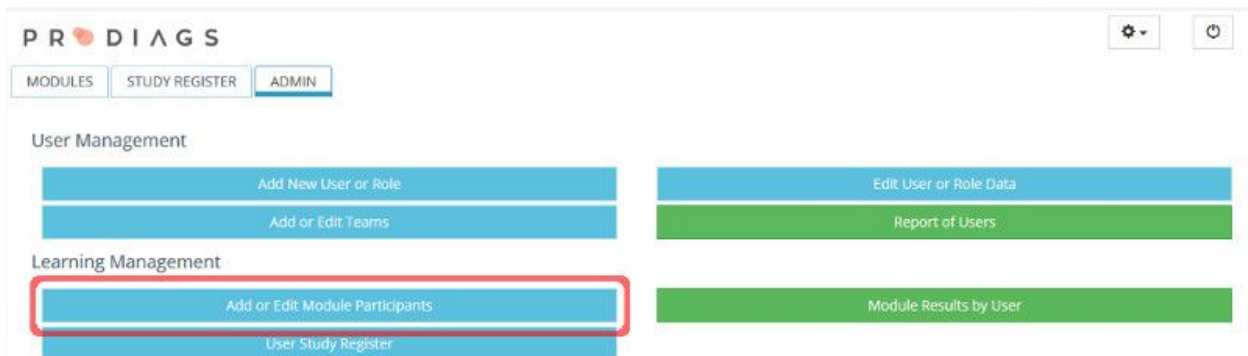 PRODIAGS
MODULES STUDY REGISTER ADMIN
User Management
Add New User or Role Edit User or Role Data
Add or Edit Teams Report of Users
Learning Management
Add or Edit Module Participants Module Results by User
User Study Register